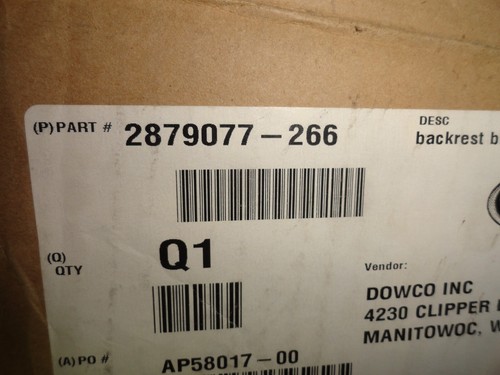 (P) PART # 2879077-266
DESC
backrest b
(Q)
QTY
Q1
Vendor:
DOWCO INC
4230 CLIPPER
MANITOWOC, W
(A) PO # AP58017-00